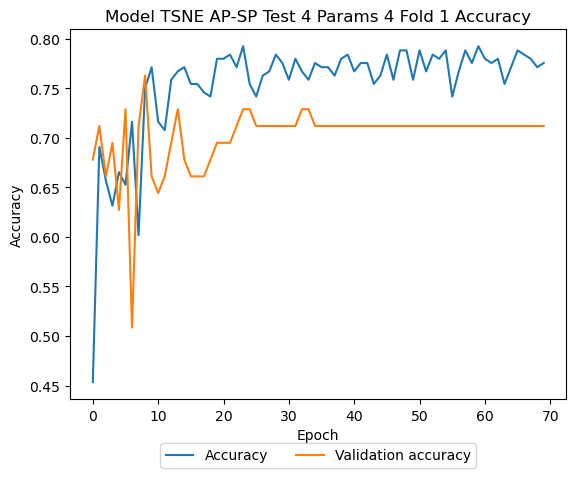 Model TSNE AP-SP Test 4 Params 4 Fold 1 Accuracy
0.80
0.75
0.70
0.65
0.60
0.55
0.50
0.45
Accuracy
0 10 20 30 40 50 60 70
Epoch
Accuracy Validation accuracy